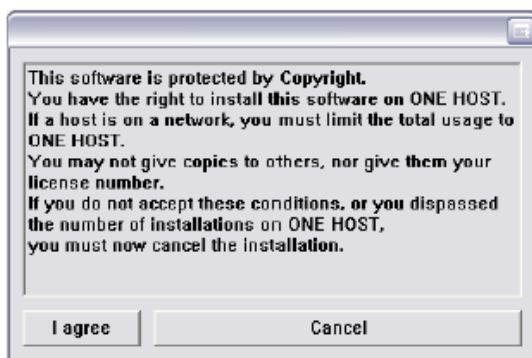 This software is protected by Copyright.
You have the right to install this software on ONE HOST.
If a host is on a network, you must limit the total usage to
ONE HOST.
You may not give copies to others, nor give them your
license number.
If you do not accept these conditions, or you dispassed
the number of installations on ONE HOST,
you must now cancel the installation.
I agree
Cancel